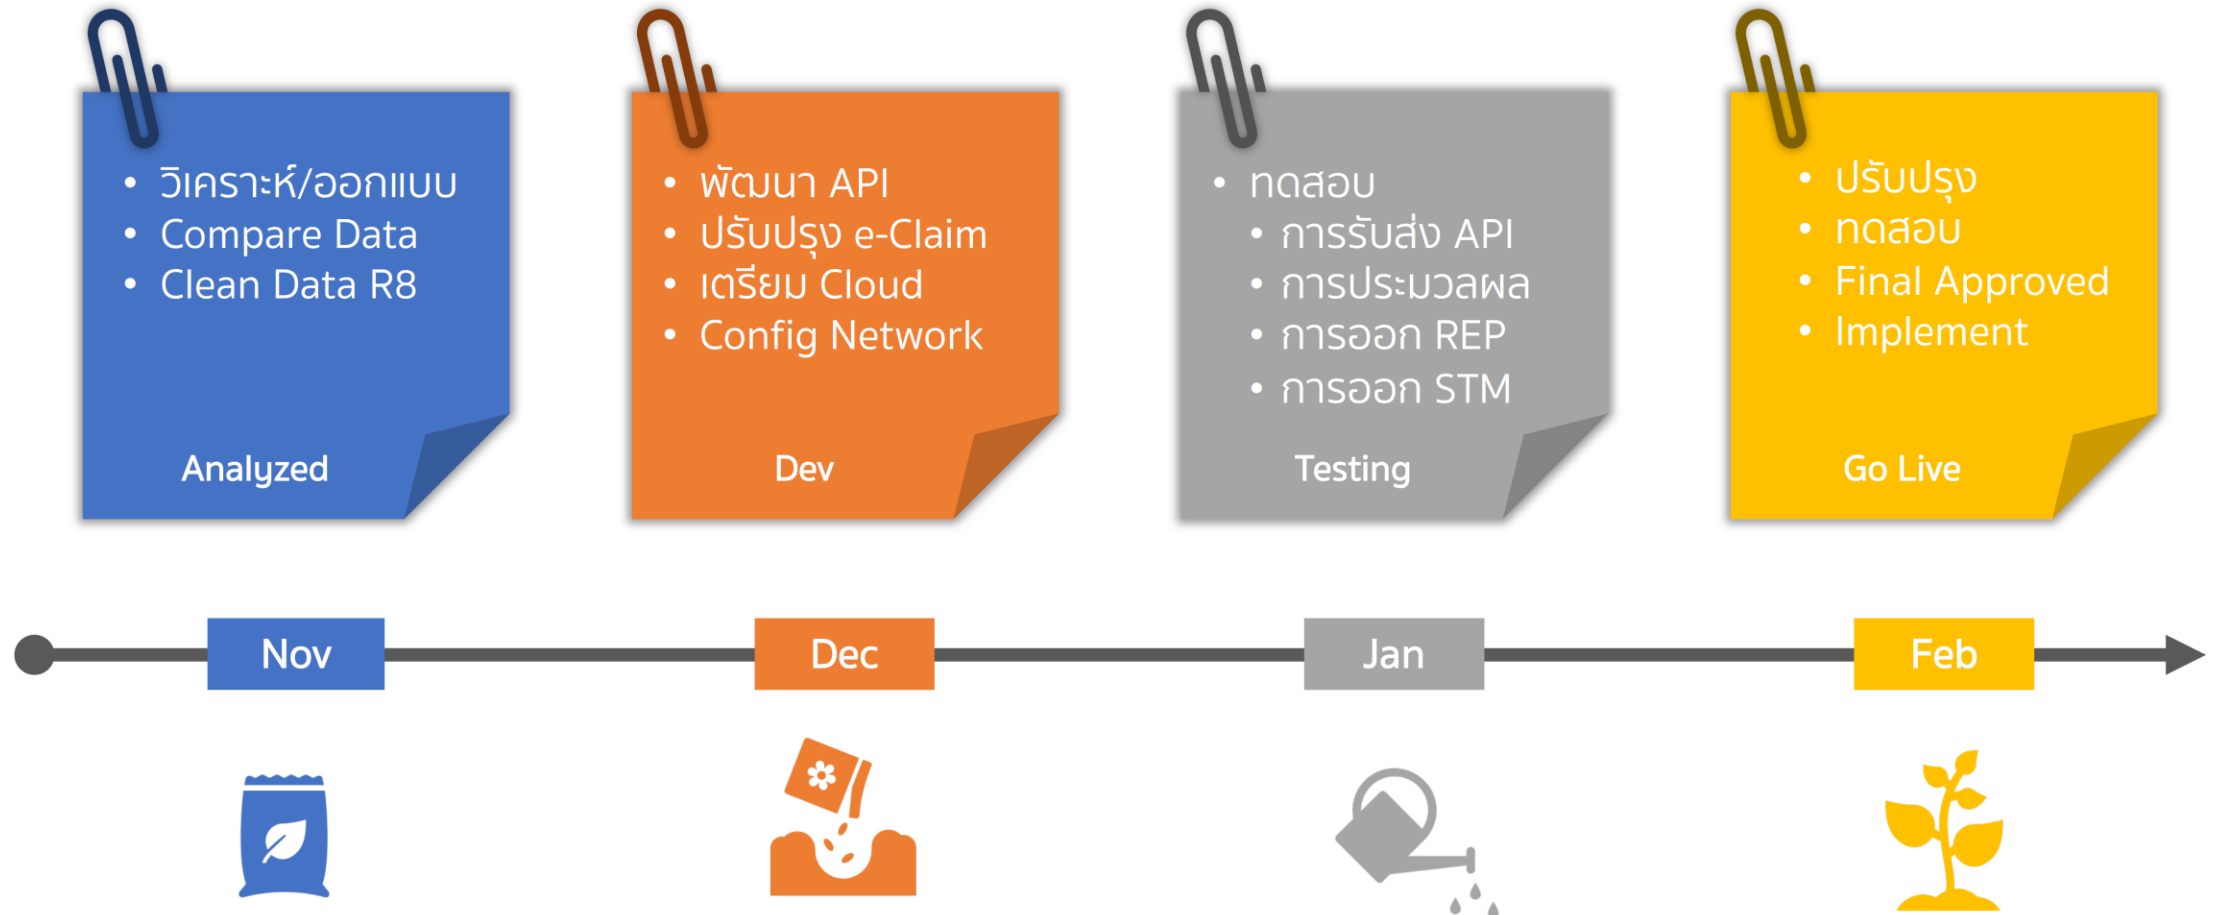 • วิเคราะห์/ออกแบบ
• Compare Data
• Clean Data R8
Analyzed
• พัฒนา API
• ปรับปรุง e-Claim
• เตรียม Cloud
• Config Network
Dev
• ทดสอบ
• การรับส่ง API
• การประมวลผล
• การออก REP
• การออก STM
Testing
• ปรับปรุง
• ทดสอบ
• Final Approved
• Implement
Go Live
Nov
Dec
Jan
Feb